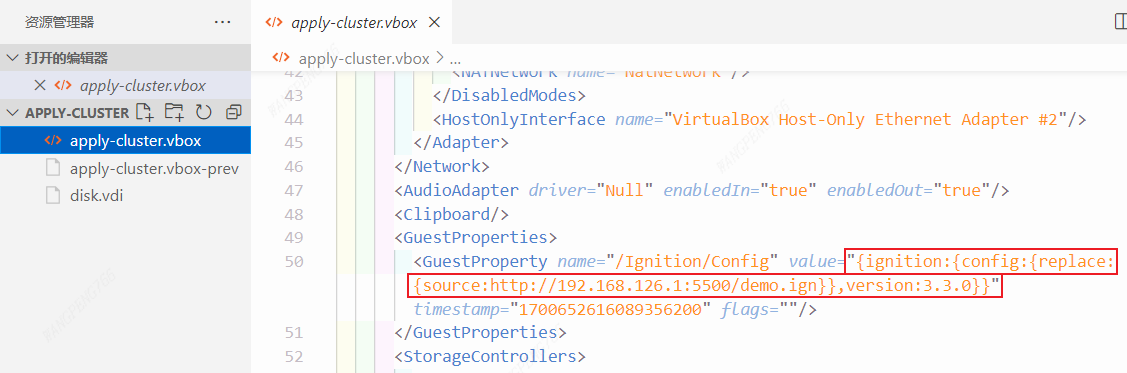 资源管理器
···
打开的编辑器
apply-cluster.vbox
APPLY-CLUSTER
apply-cluster.vbox
apply-cluster.vbox-prev
disk.vdi
apply-cluster.vbox
apply-cluster.vbox > ...
42 <NATNetwork name="NatNetwork"/>
43 </DisabledModes>
44 <HostOnlyInterface name="VirtualBox Host-Only Ethernet Adapter #2"/>
45 </Adapter>
46 </Network>
47 <AudioAdapter driver="Null" enabledIn="true" enabledOut="true"/>
48 <Clipboard/>
49 <GuestProperties>
50 <GuestProperty name="/Ignition/Config" value="{ignition:{config:{replace:
{source:http://192.168.126.1:5500/demo.ign}},version:3.3.0}}"
timestamp="1700652616089356200" flags=""/>
51 </GuestProperties>
52 <StorageControllers>